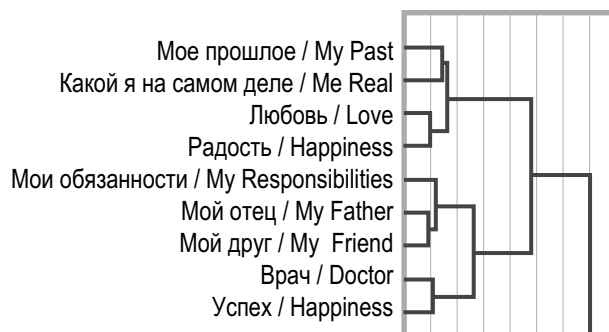 Мое прошлое / My Past
Какой я на самом деле / Me Real
Любовь / Love
Радость / Happiness
Мои обязанности / My Responsibilities
Мой отец / My Father
Мой друг / My Friend
Врач / Doctor
Успех / Happiness